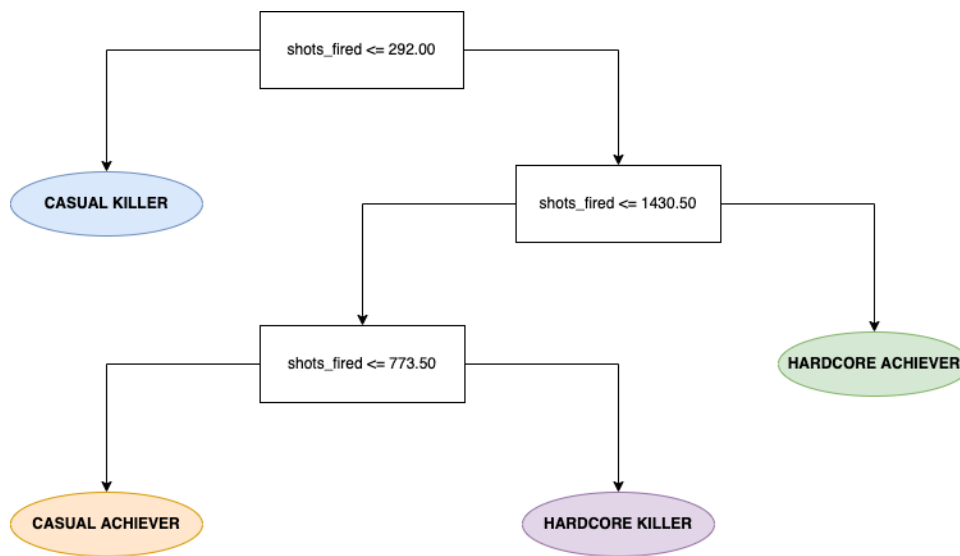 shots_fired <= 292.00
CASUAL KILLER
shots_fired <= 1430.50
shots_fired <= 773.50
HARDCORE ACHIEVER
CASUAL ACHIEVER
HARDCORE KILLER